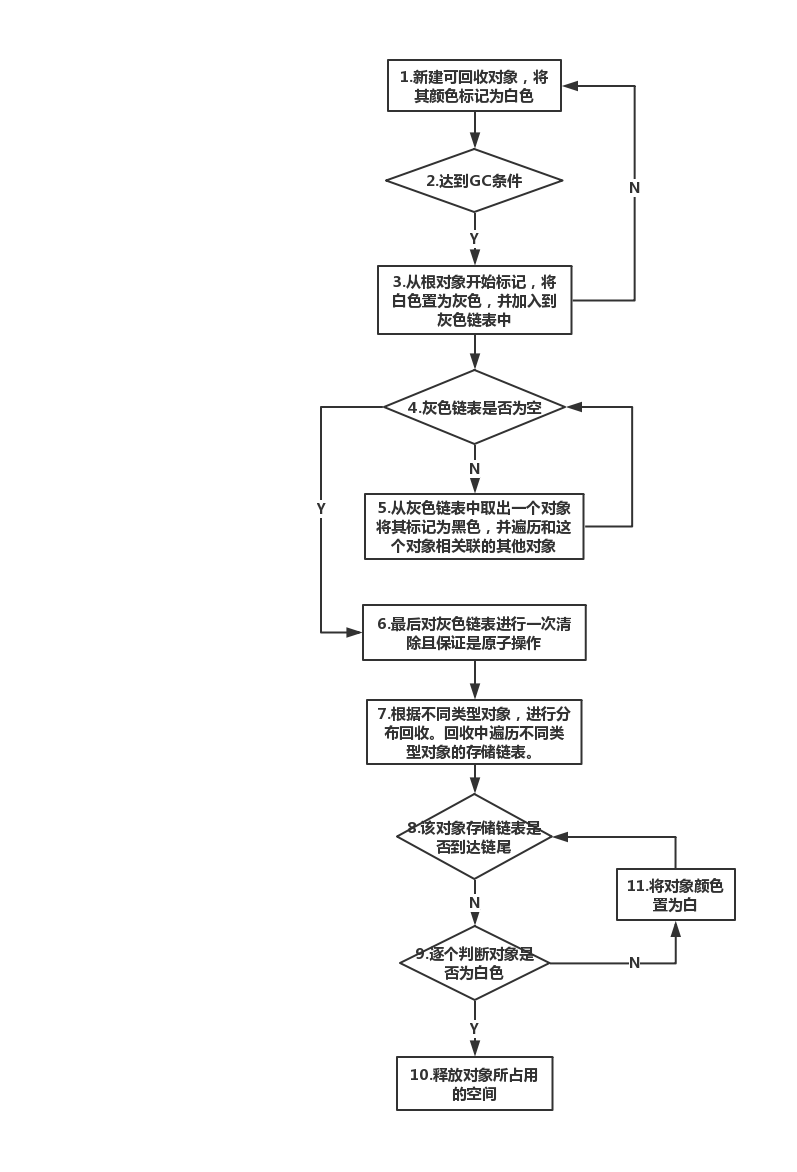 1.新建可回收对象，将
其颜色标记为白色
2.达到GC条件
N
Y
3.从根对象开始标记，将
白色置为灰色，并加入到
灰色链表中
4.灰色链表是否为空
N
Y
5.从灰色链表中取出一个对象
将其标记为黑色，并遍历和这
个对象相关联的其他对象
6.最后对灰色链表进行一次清
除且保证是原子操作
7.根据不同类型对象，进行分
布回收。回收中遍历不同类
型对象的存储链表。
8.该对象存储链表是
否到达链尾
11.将对象颜色
置为白
N
9.逐个判断对象是
否为白色
N
Y
10.释放对象所占用
的空间